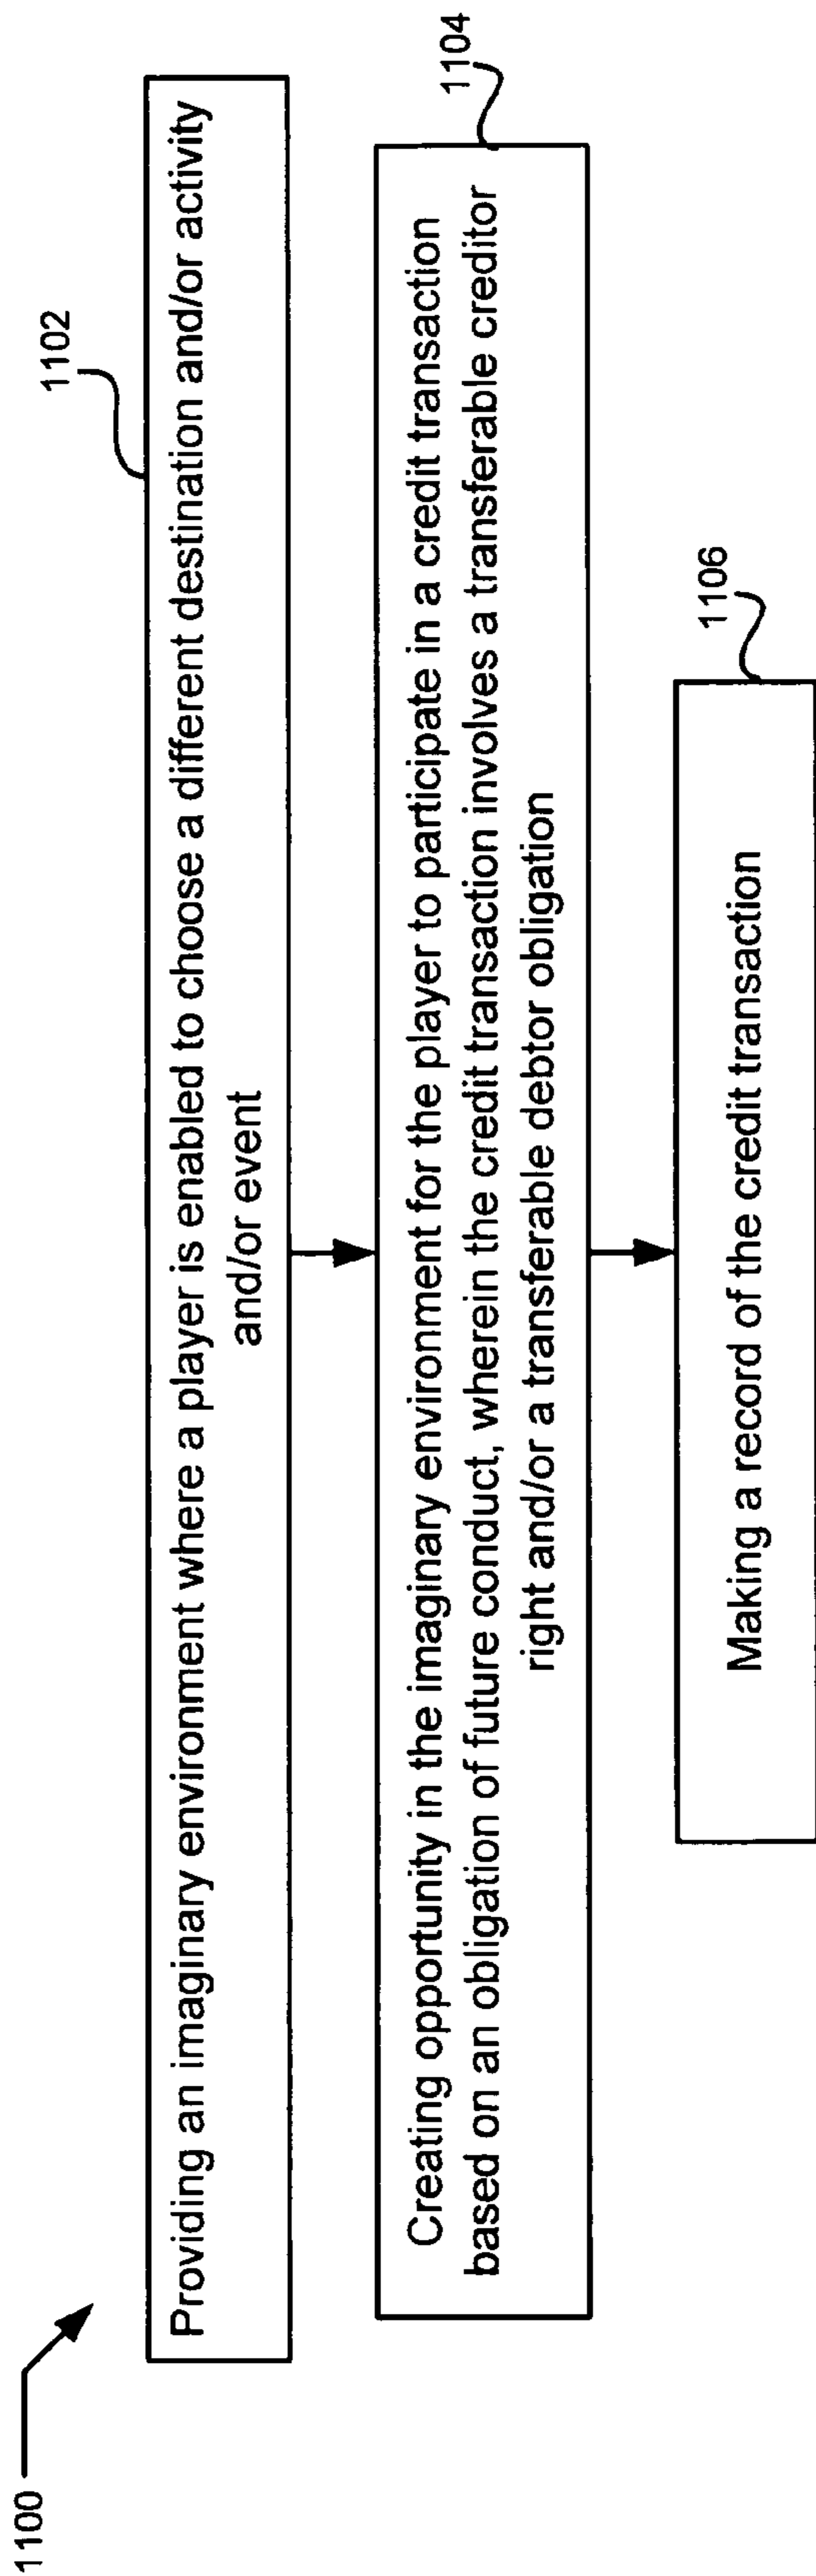 1100
1102
Providing an imaginary environment where a player is enabled to choose a different destination and/or activity
and/or event
1104
Creating opportunity in the imaginary environment for the player to participate in a credit transaction
based on an obligation of future conduct, wherein the credit transaction involves a transferable creditor
right and/or a transferable debtor obligation
1106
Making a record of the credit transaction